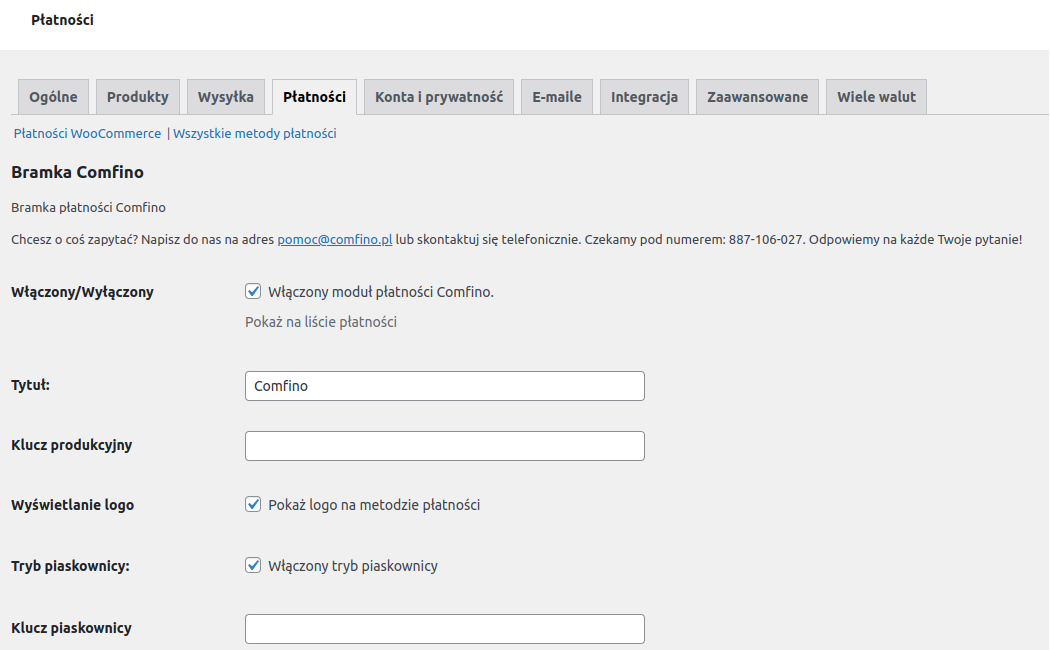 Płatności
Ogólne Produkty Wysyłka Płatności Konta i prywatność E-maile Integracja Zaawansowane Wiele walut
Płatności WooCommerce | Wszystkie metody płatności
Bramka Comfino
Bramka płatności Comfino
Chcesz o coś zapytać? Napisz do nas na adres pomoc@comfino.pl lub skontaktuj się telefonicznie. Czekamy pod numerem: 887-106-027. Odpowiemy na każde Twoje pytanie!
Włączony/Wyłączony Włączony moduł płatności Comfino.
Pokaż na liście płatności
Tytuł: Comfino
Klucz produkcyjny
Wyświetlanie logo Pokaż logo na metodzie płatności
Tryb piaskownicy: Włączony tryb piaskownicy
Klucz piaskownicy